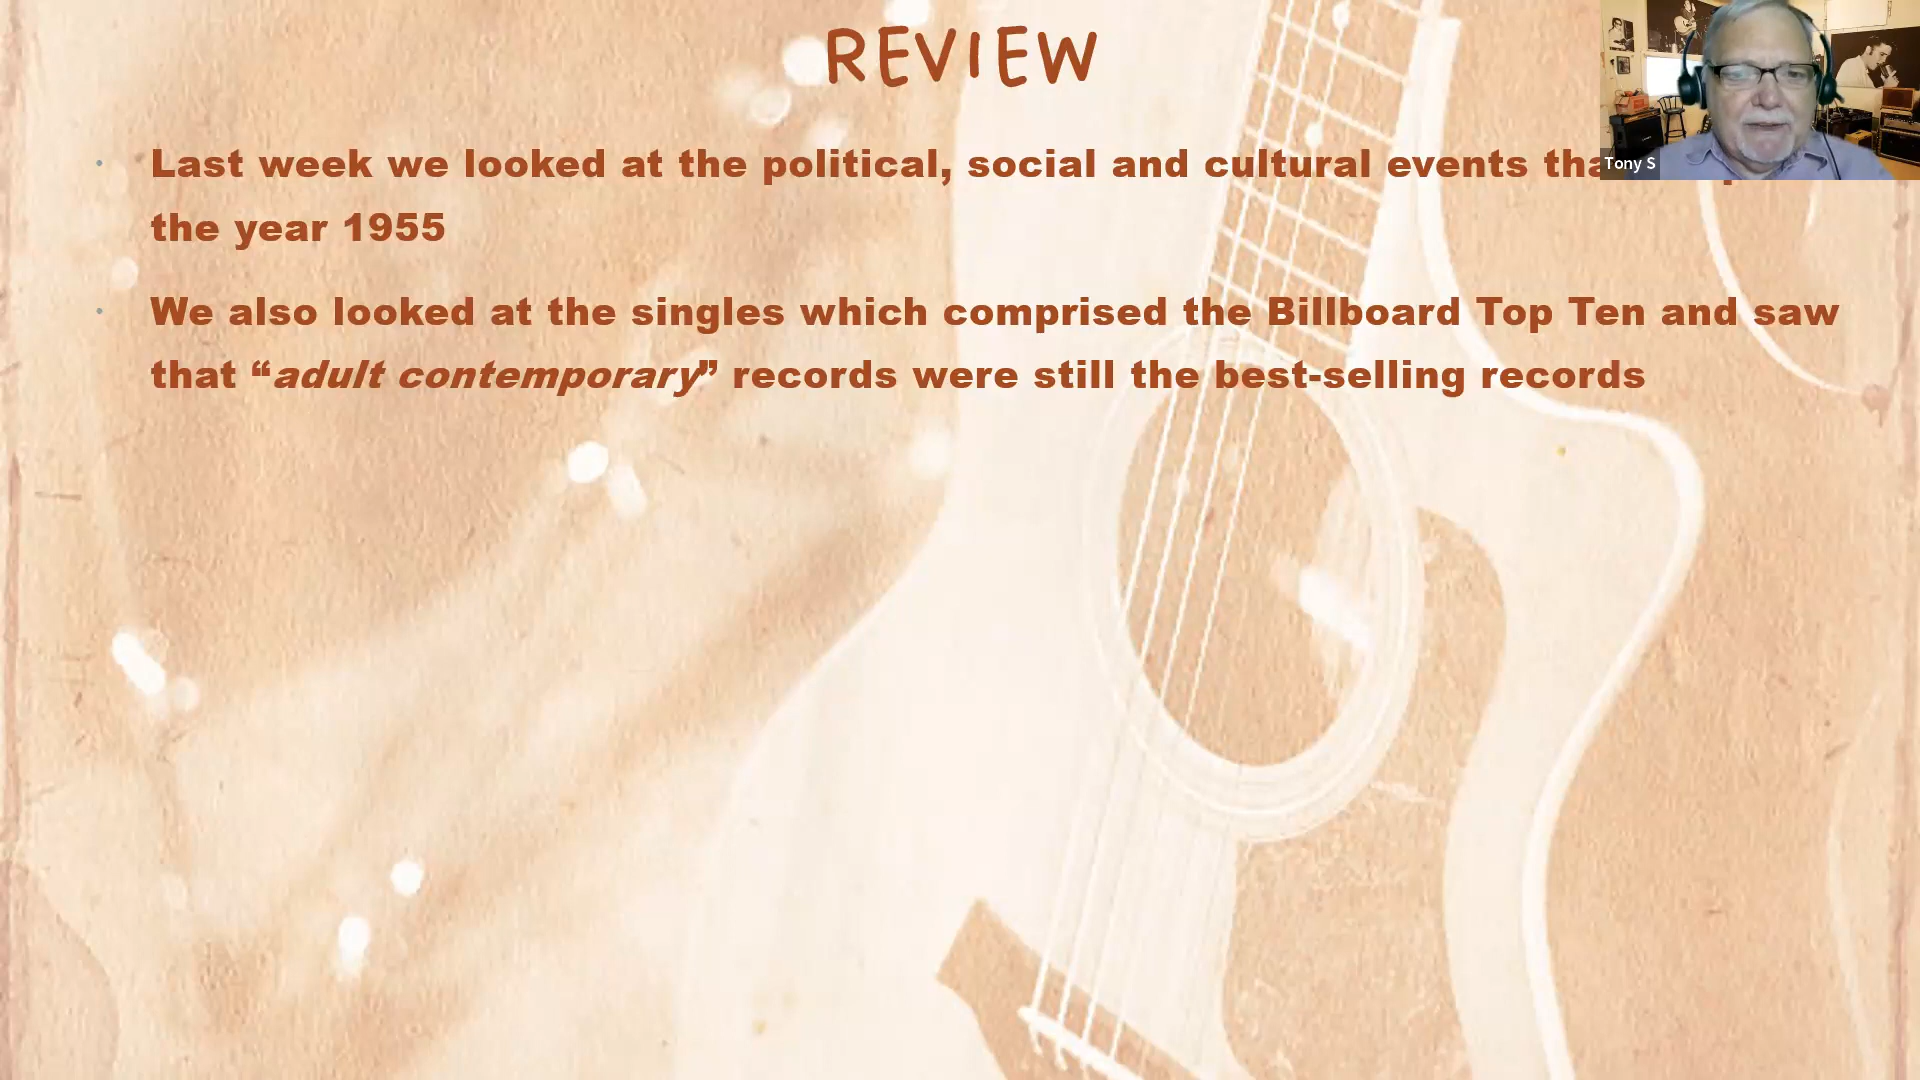 REVIEW
Last week we looked at the political, social and cultural events
the year 1955
We also looked at the singles which comprised the Billboard Top Ten and saw
that “adult contemporary” records were still the best-selling records
Tony S